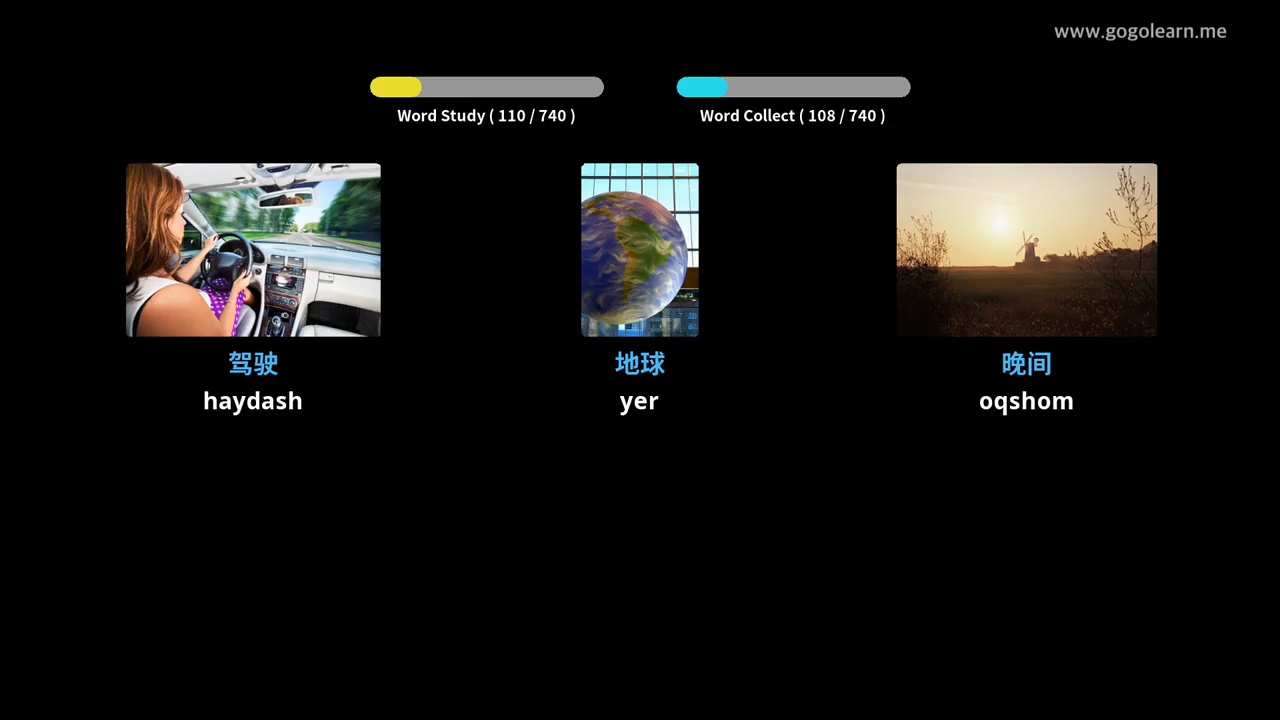 www.gogolearn.me
Word Study ( 110 / 740 )
Word Collect ( 108 / 740 )
驾驶
地球
晚间
haydash
yer
oqshom